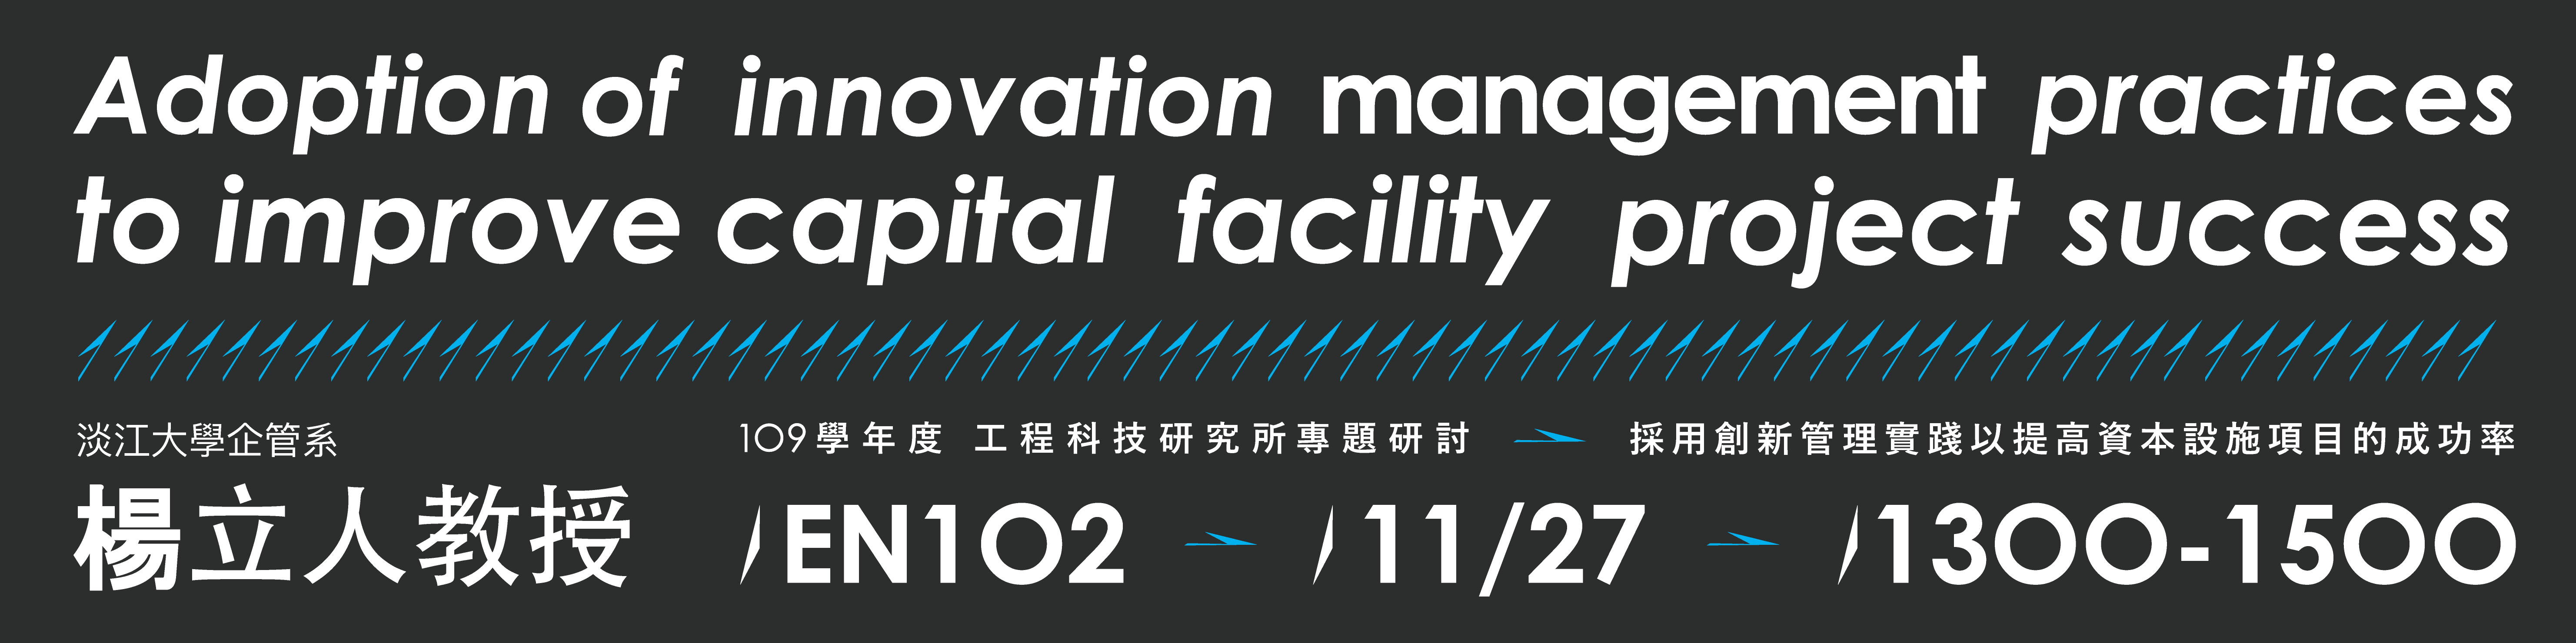 Adoption of innovation management practices
to improve capital facility project success
淡江大學企管系
楊立人教授
109學年度 工程科技研究所專題研討 採用創新管理實踐以提高資本設施項目的成功率
EN102 11/27 1300-1500